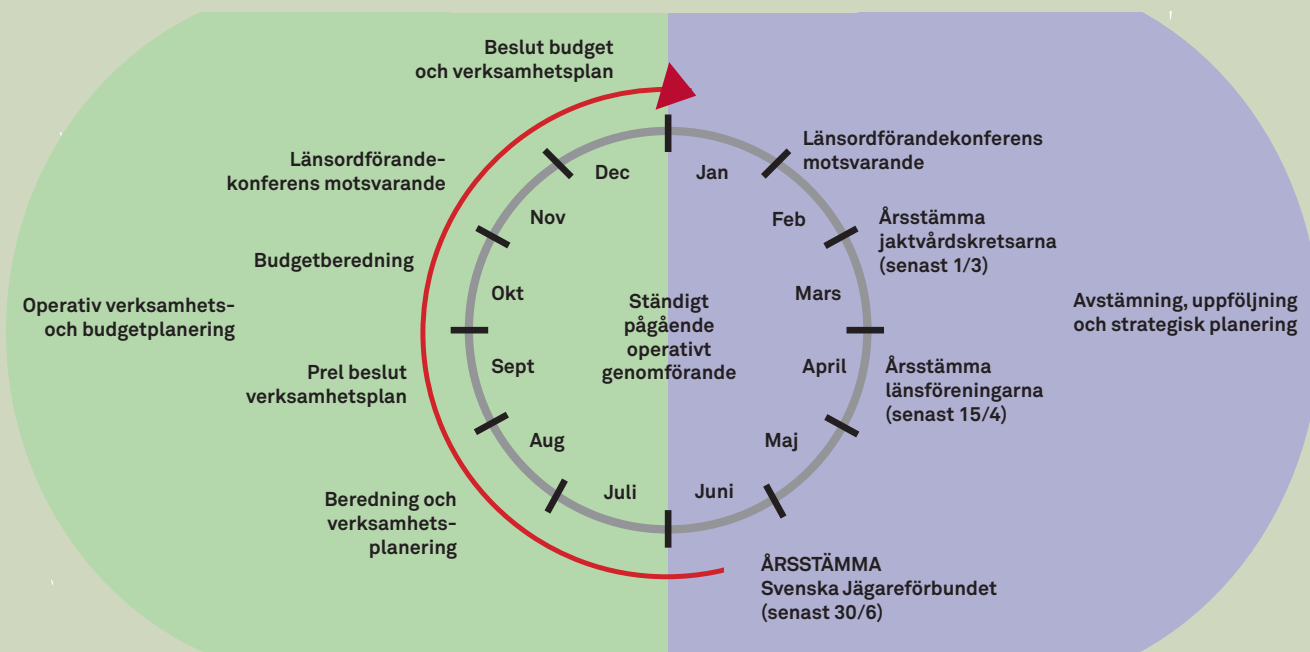 Beslut budget
och verksamhetsplan
Länsordförande-
konferens motsvarande
Budgetberedning
Operativ verksamhets-
och budgetplanering
Prel beslut
verksamhetsplan
Beredning och
verksamhets-
planering
Dec
Nov
Okt
Sept
Aug
Juli
Ständigt
pågående
operativt
genomförande
Jan
Feb
Mars
April
Maj
Juni
Länsordförandekonferens
motsvarande
Årsstämma
jaktvårdskretsarna
(senast 1/3)
Årsstämma
länsföreningarna
(senast 15/4)
ÅRSSTÄMMA
Svenska Jägareförbundet
(senast 30/6)
Avstämning, uppföljning
och strategisk planering